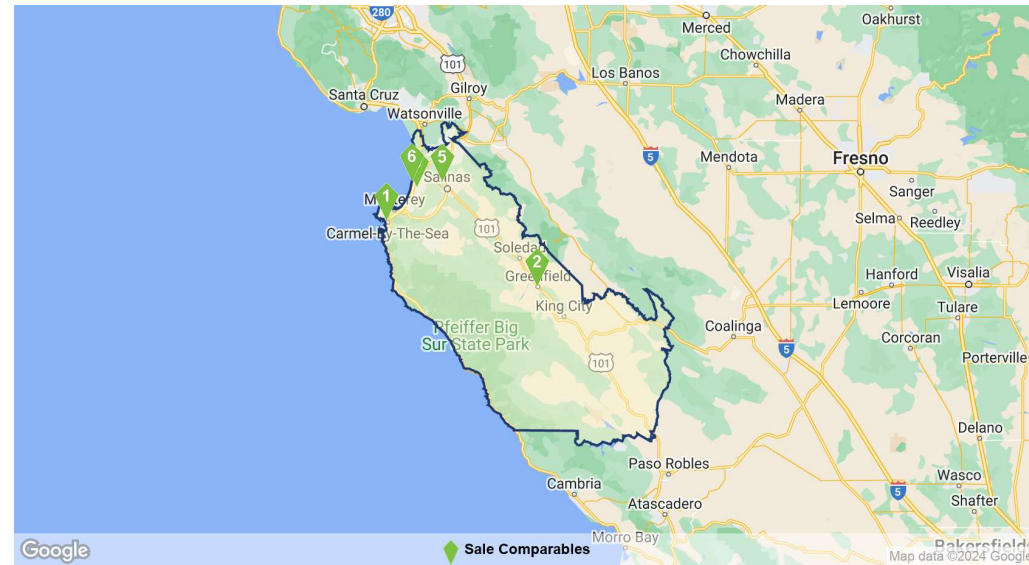 280
Oakhurst
Merced
Chowchilla
101
Los Banos
Gilroy
Santa Cruz
Madera
Watsonville
5
Mendota
Fresno
6
5
Salinas
Sanger
1
Monterey
Selma
Reedley
Carmel-By-The-Sea
101
Soledad
2
Greenfield
Hanford
Visalia
King City
Lemoore
Tulare
Pfeiffer Big
Sur State Park
Coalinga
5
Corcoran
101
Porterville
Delano
Paso Robles
Cambria
Wasco
5
Shafter
Atascadero
Morro Bay
Bakersfield
Google
Sale Comparables
Map data ©2024 Google